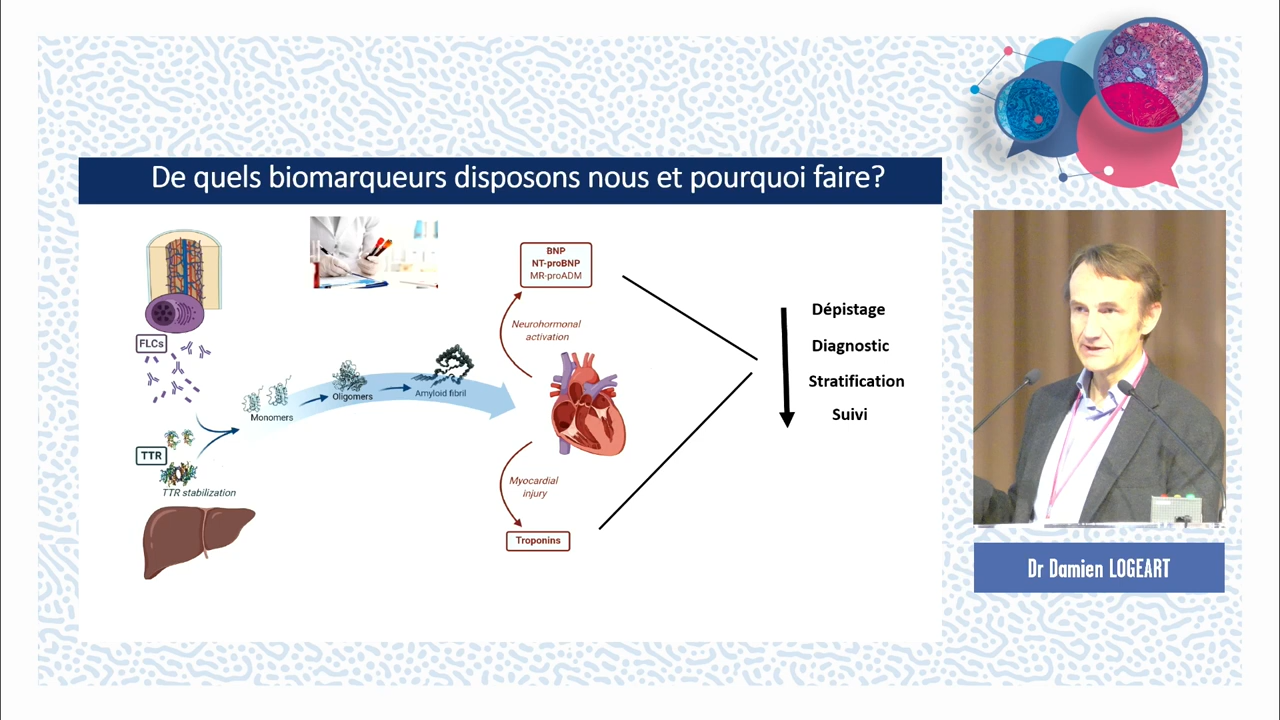 De quels biomarqueurs disposons nous et pourquoi faire?
BNP
NT-proBNP
MR-proADM
Neurohormonal
activation
FLCs
Monomers
Oligomers
Amyloid fibril
TTR
TTR stabilization
Myocardial
injury
Troponins
Dépistage
Diagnostic
Stratification
Suivi
Dr Damien LOGEART